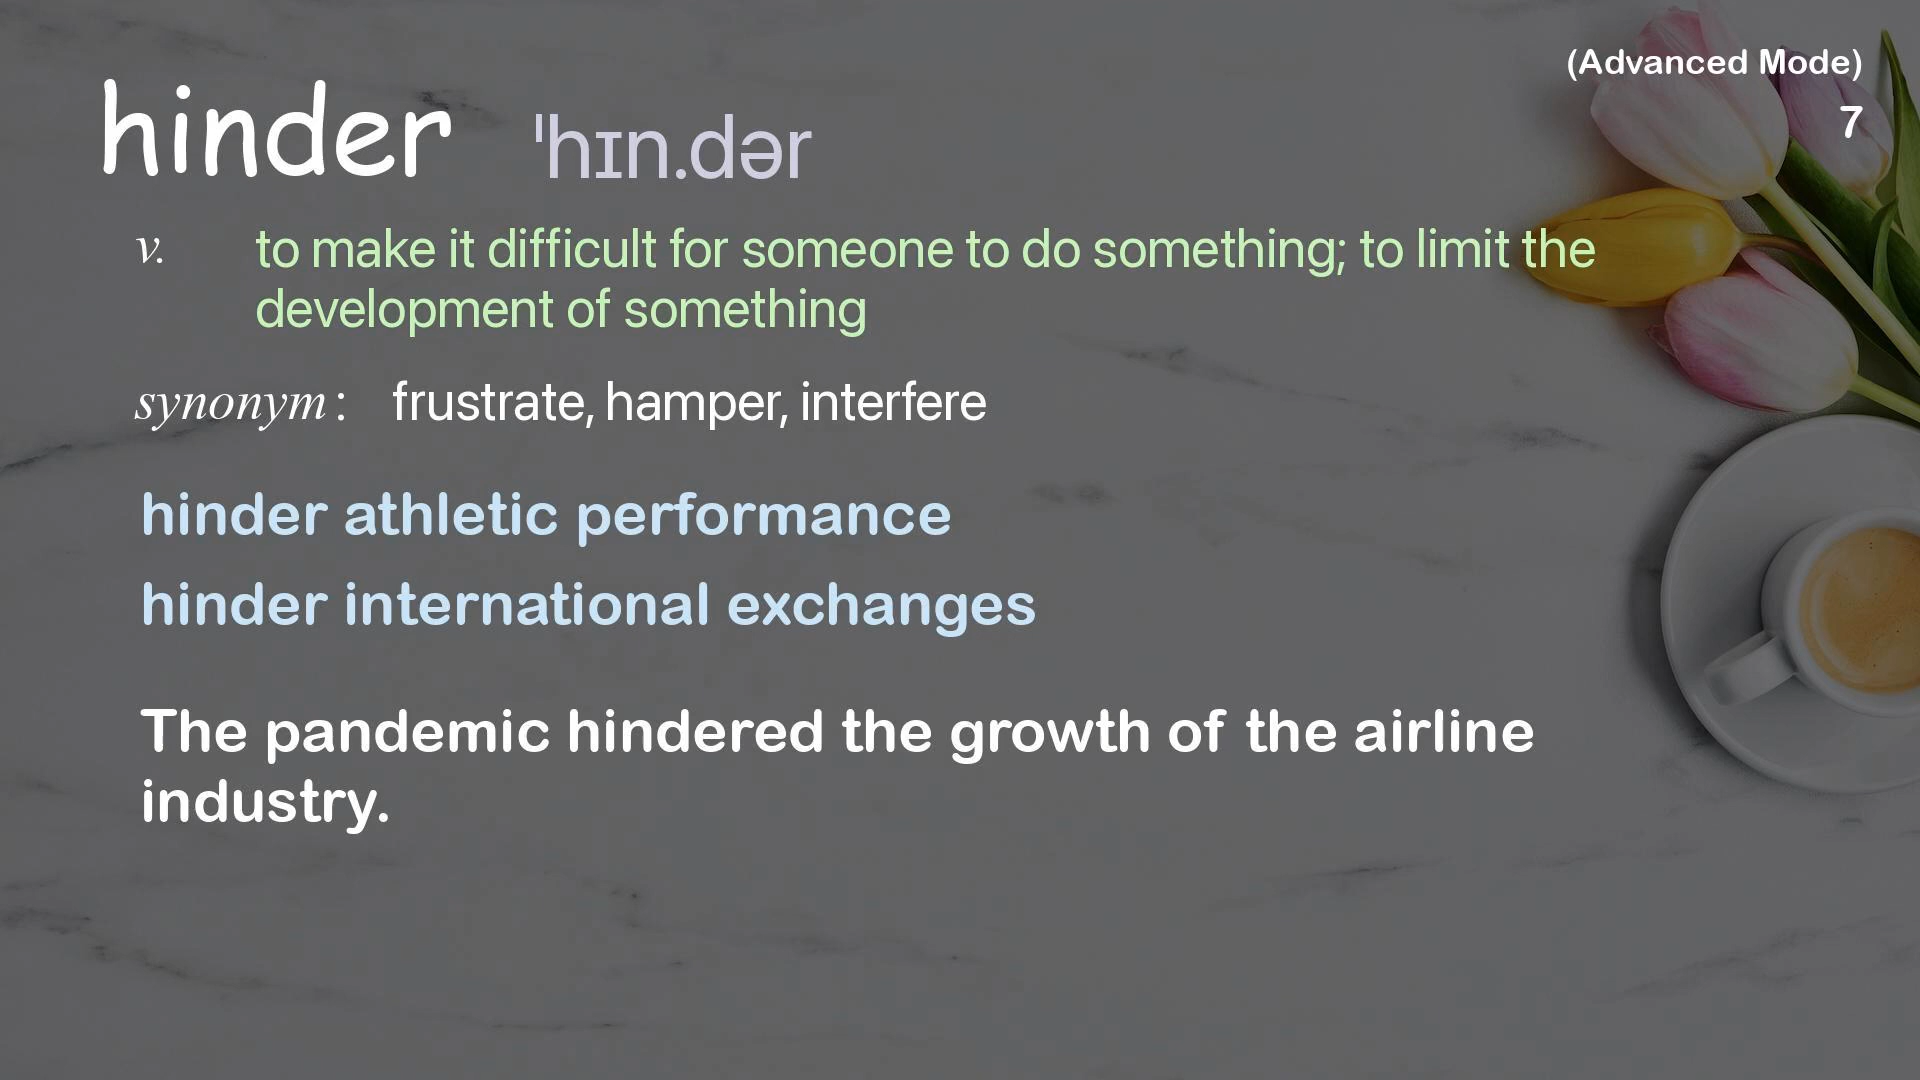 (Advanced Mode)
7
hinder ˈhɪn.dər
v. to make it difficult for someone to do something; to limit the
development of something
synonym : frustrate, hamper, interfere
hinder athletic performance
hinder international exchanges
The pandemic hindered the growth of the airline
industry.